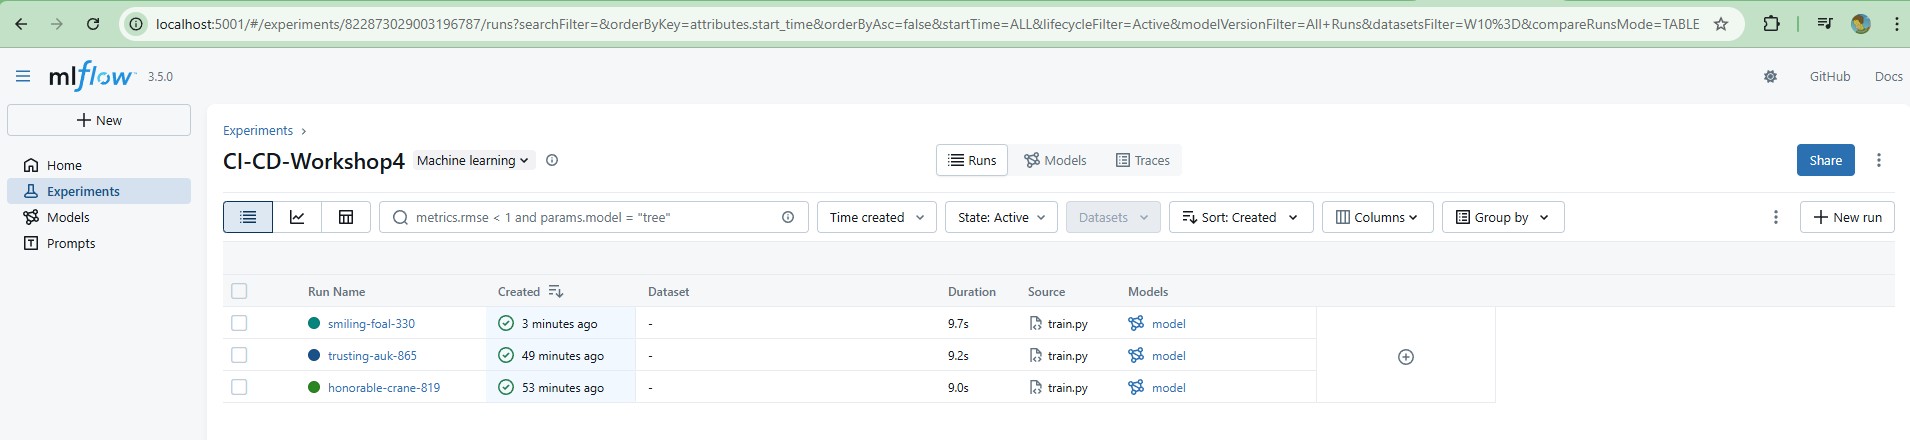 localhost:5001/#/experiments/822873029003196787/runs?searchFilter=&orderByKey=attributes.start_time&orderByAsc=false&startTime=ALL&lifecycleFilter=Active&modelVersionFilter=All+Runs&datasetsFilter=W10%3D&compareRunsMode=TABLE
mlflow 3.5.0 GitHub Docs
+ New
Home
Experiments
Models
Prompts
Experiments >
CI-CD-Workshop4 Machine learning Runs Models Traces Share
metrics.rmse < 1 and params.model = "tree" Time created State: Active Datasets Sort: Created Columns Group by + New run
Run Name Created Dataset Duration Source Models
smiling-foal-330 3 minutes ago - 9.7s train.py model
trusting-auk-865 49 minutes ago - 9.2s train.py model
honorable-crane-819 53 minutes ago - 9.0s train.py model